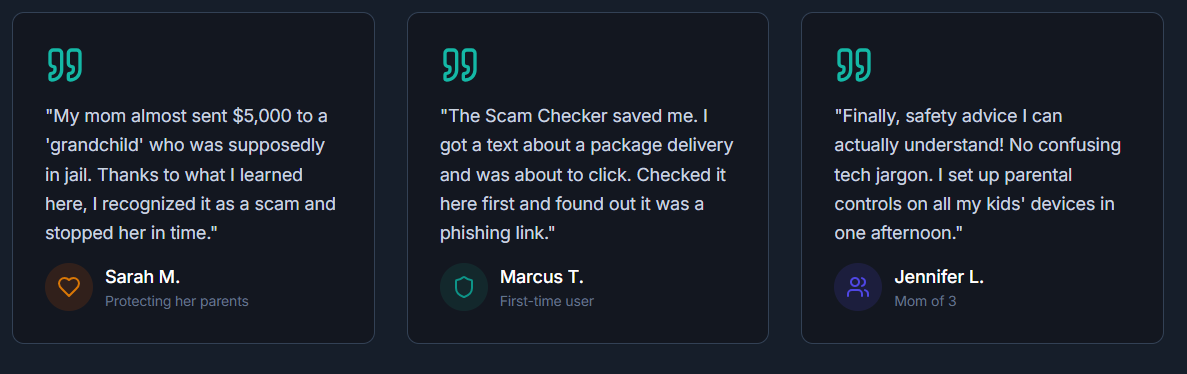 "My mom almost sent $5,000 to a
'grandchild' who was supposedly
in jail. Thanks to what I learned
here, I recognized it as a scam and
stopped her in time."
Sarah M.
Protecting her parents
"The Scam Checker saved me. I
got a text about a package delivery
and was about to click. Checked it
here first and found out it was a
phishing link."
Marcus T.
First-time user
"Finally, safety advice I can
actually understand! No confusing
tech jargon. I set up parental
controls on all my kids' devices in
one afternoon."
Jennifer L.
Mom of 3